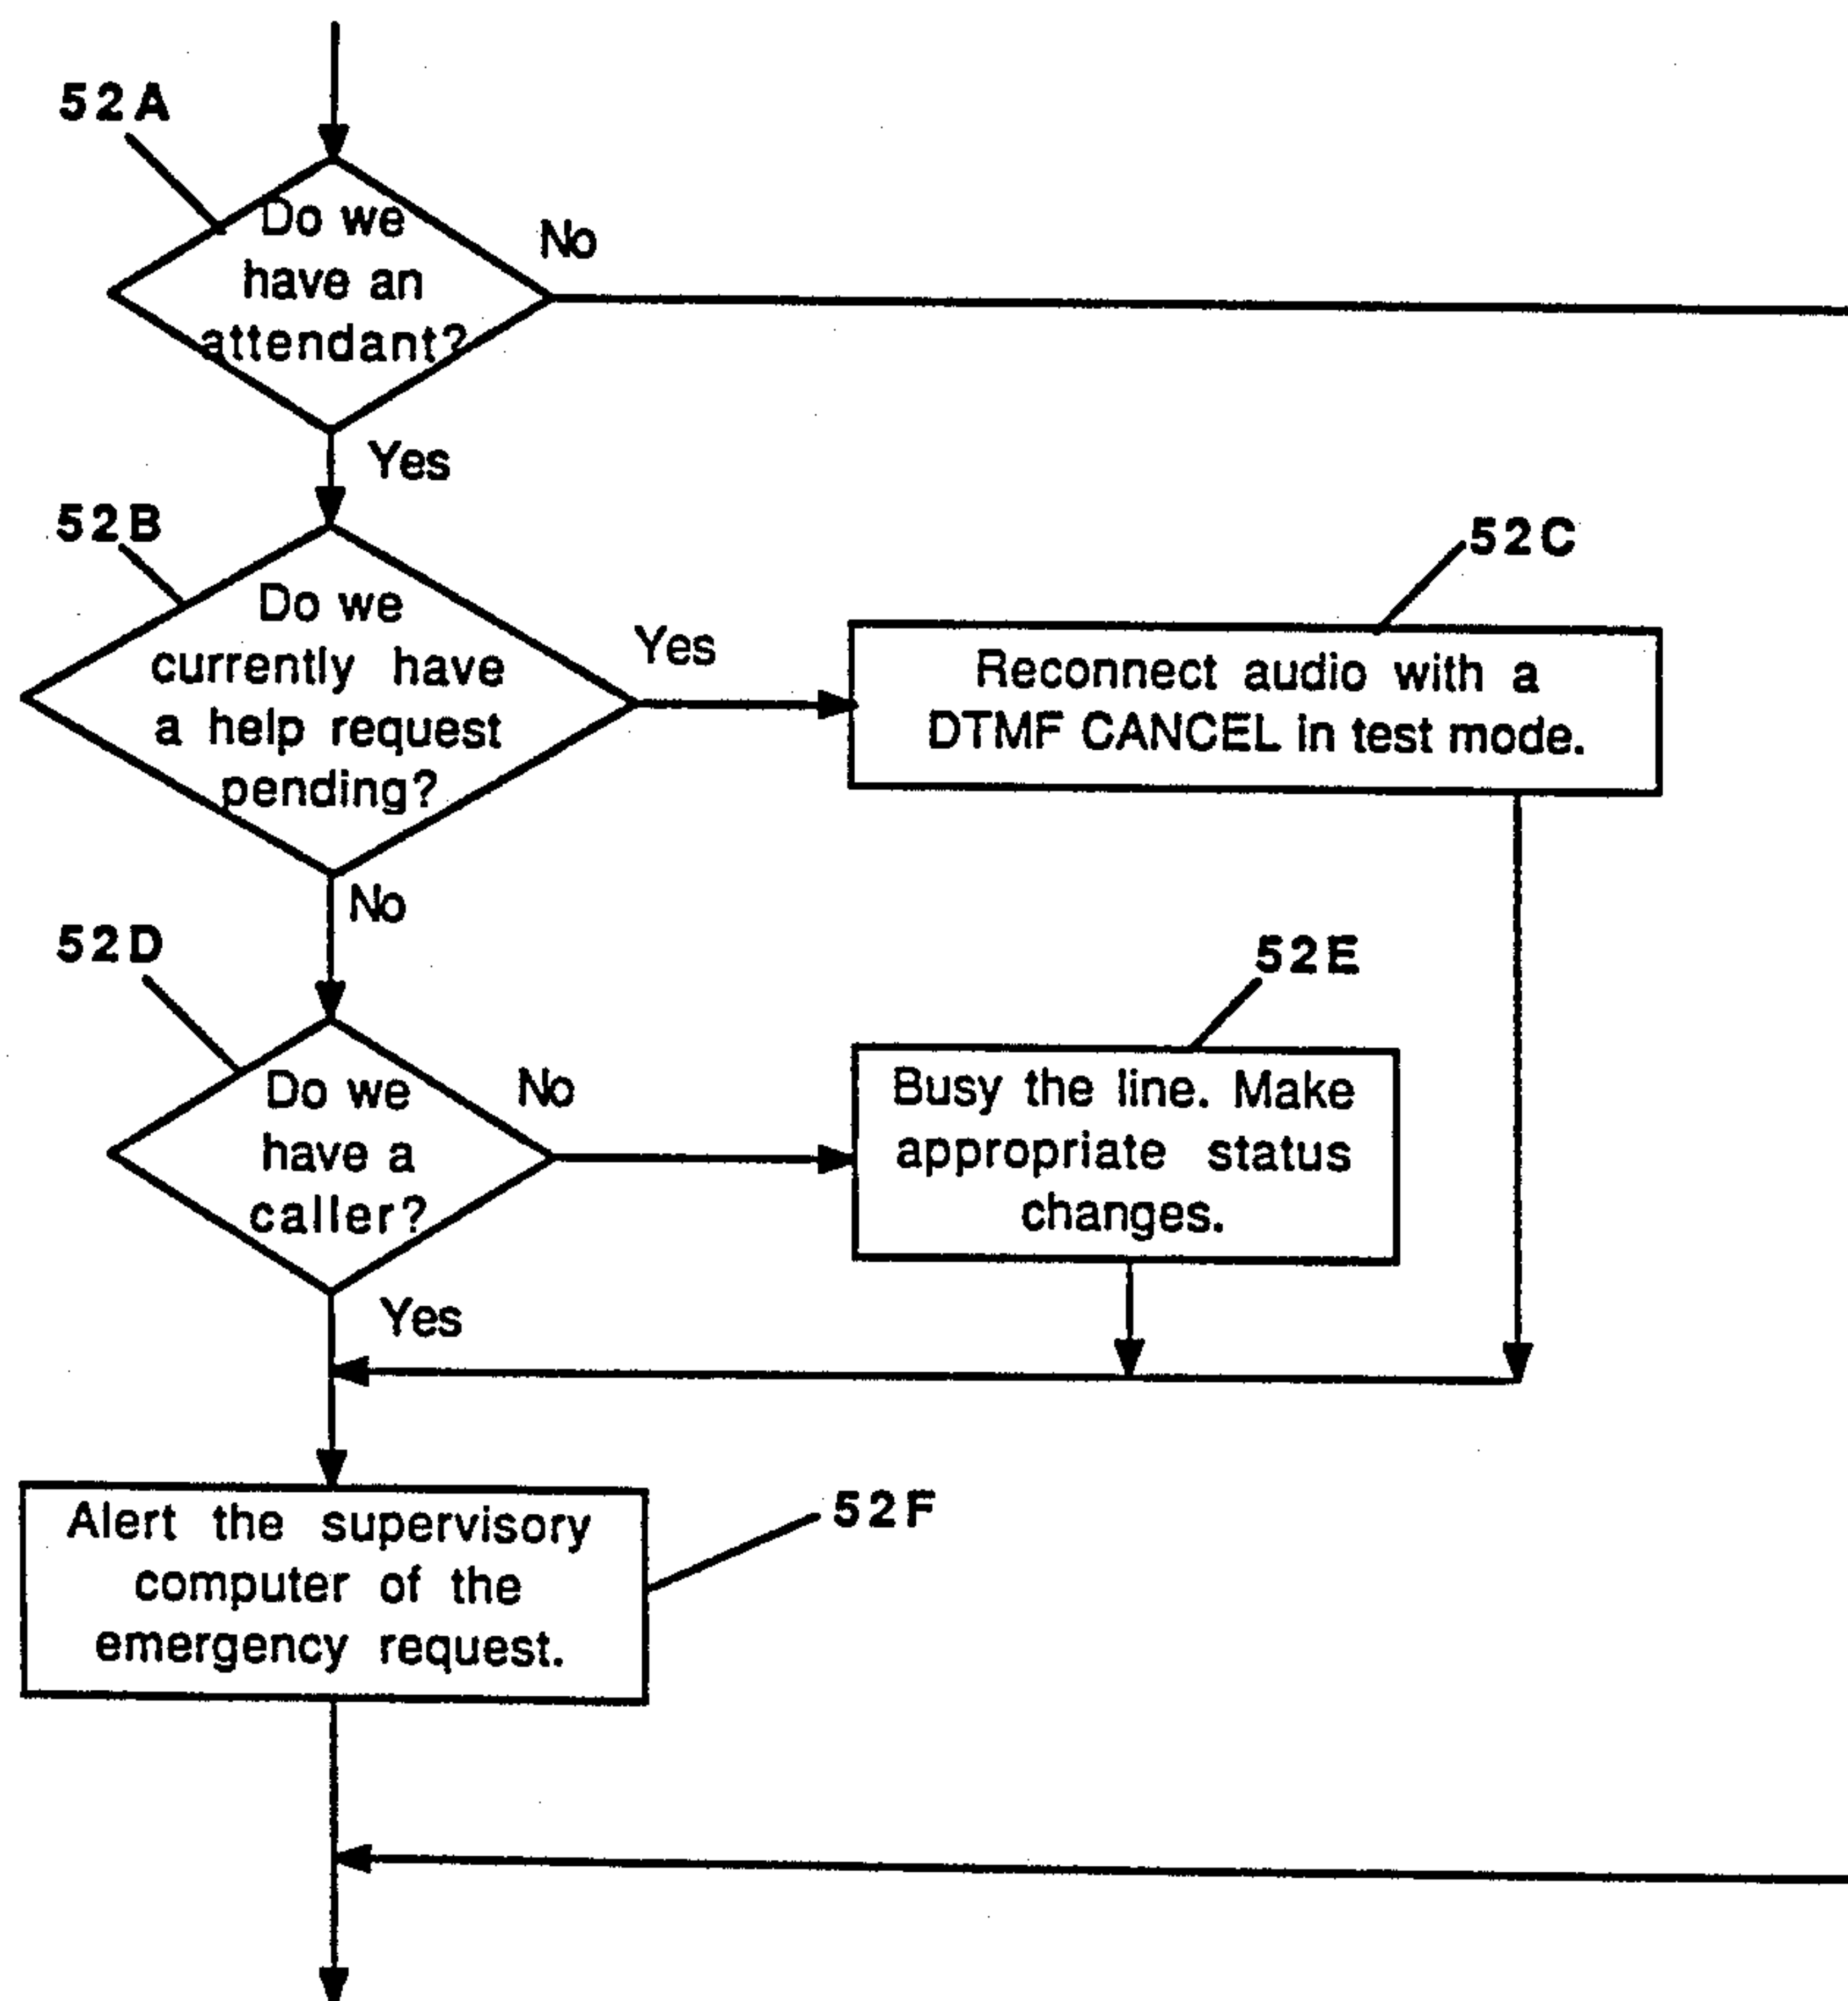 52A
Do we
have an
attendant?
No
Yes
52B
Do we
currently have
a help request
pending?
Yes
52C
Reconnect audio with a
DTMF CANCEL in test mode.
No
52D
Do we
have a
caller?
No
52E
Busy the line. Make
appropriate status
changes.
Yes
Alert the supervisory
computer of the
emergency request.
52F